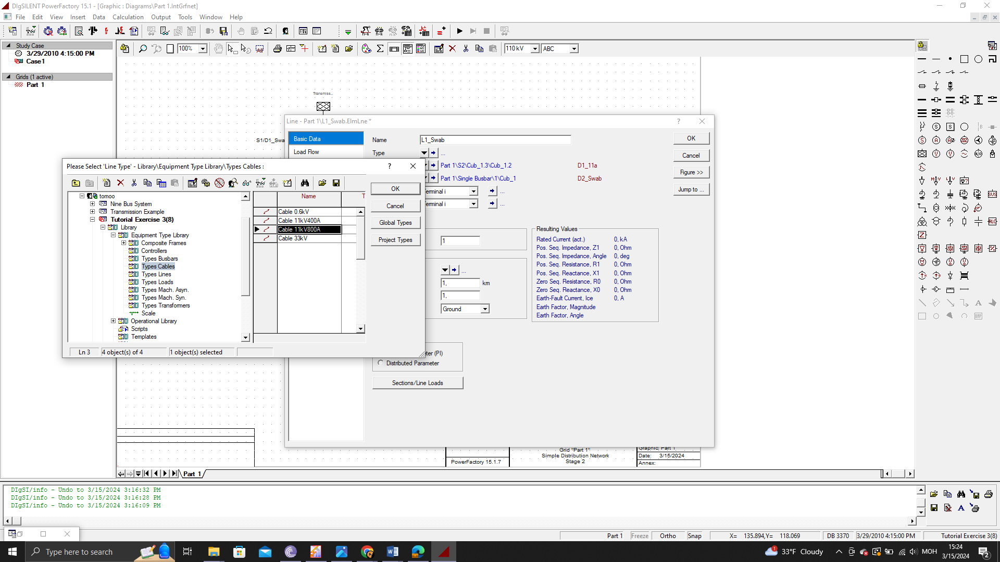 DIgSILENT PowerFactory 15.1 - [Graphic : Diagrams\Part 1.IntGrfnet]
File Edit View Insert Data Calculation Output Tools Window Help
100%
110 kV
ABC
Study Case
3/29/2010 4:15:00 PM
Case1
Grids (1 active)
Part 1
Transmiss..
S1/D1_Swa
Line - Part 1\L1_Swab.ElmLne *
?
Basic Data
Load Flow
Name
L1_Swab
Type
...
Part 1\S2\Cub_1.3\Cub_1.2
D1_11a
Part 1\Single Busbar\1\Cub_1
D2_Swab
Terminal i
...
Terminal i
...
OK
Cancel
Figure >>
Jump to ...
1
...
1,
km
1,
Ground
Resulting Values
Rated Current (act.) 0, kA
Pos. Seq. Impedance, Z1 0, Ohm
Pos. Seq. Impedance, Angle 0, deg
Pos. Seq. Resistance, R1 0, Ohm
Pos. Seq. Reactance, X1 0, Ohm
Zero Seq. Resistance, R0 0, Ohm
Zero Seq. Reactance, X0 0, Ohm
Earth-Fault Current, Ice 0, A
Earth Factor, Magnitude
Earth Factor, Angle
eter (PI)
Distributed Parameter
Sections/Line Loads
Please Select 'Line Type' - Library\Equipment Type Library\Types Cables :
?
tomoo
Nine Bus System
Transmission Example
Tutorial Exercise 3(8)
Library
Equipment Type Library
Composite Frames
Controllers
Types Busbars
Types Cables
Types Lines
Types Loads
Types Mach. Asyn.
Types Mach. Syn.
Types Transformers
Scale
Operational Library
Scripts
Templates
Name
T
Cable 0.6kV
Cable 11kV400A
Cable 11kV800A
Cable 33kV
OK
Cancel
Global Types
Project Types
Ln 3
4 object(s) of 4
1 object(s) selected
PowerFactory 15.1.7
Grid "Part 1"
Simple Distribution Network
Stage 2
Graphic: Part 1
Date: 3/15/2024
Annex:
Part 1
DIgSI/info - Undo to 3/15/2024 3:16:32 PM
DIgSI/info - Undo to 3/15/2024 3:16:28 PM
DIgSI/info - Undo to 3/15/2024 3:16:09 PM
Part 1
Freeze
Ortho
Snap
X= 135.894,Y= 118.069
DB 3370
3/29/2010 4:15:00 PM
Tutorial Exercise 3(8)
Type here to search
1
33°F Cloudy
МОН
15:24
3/15/2024
2